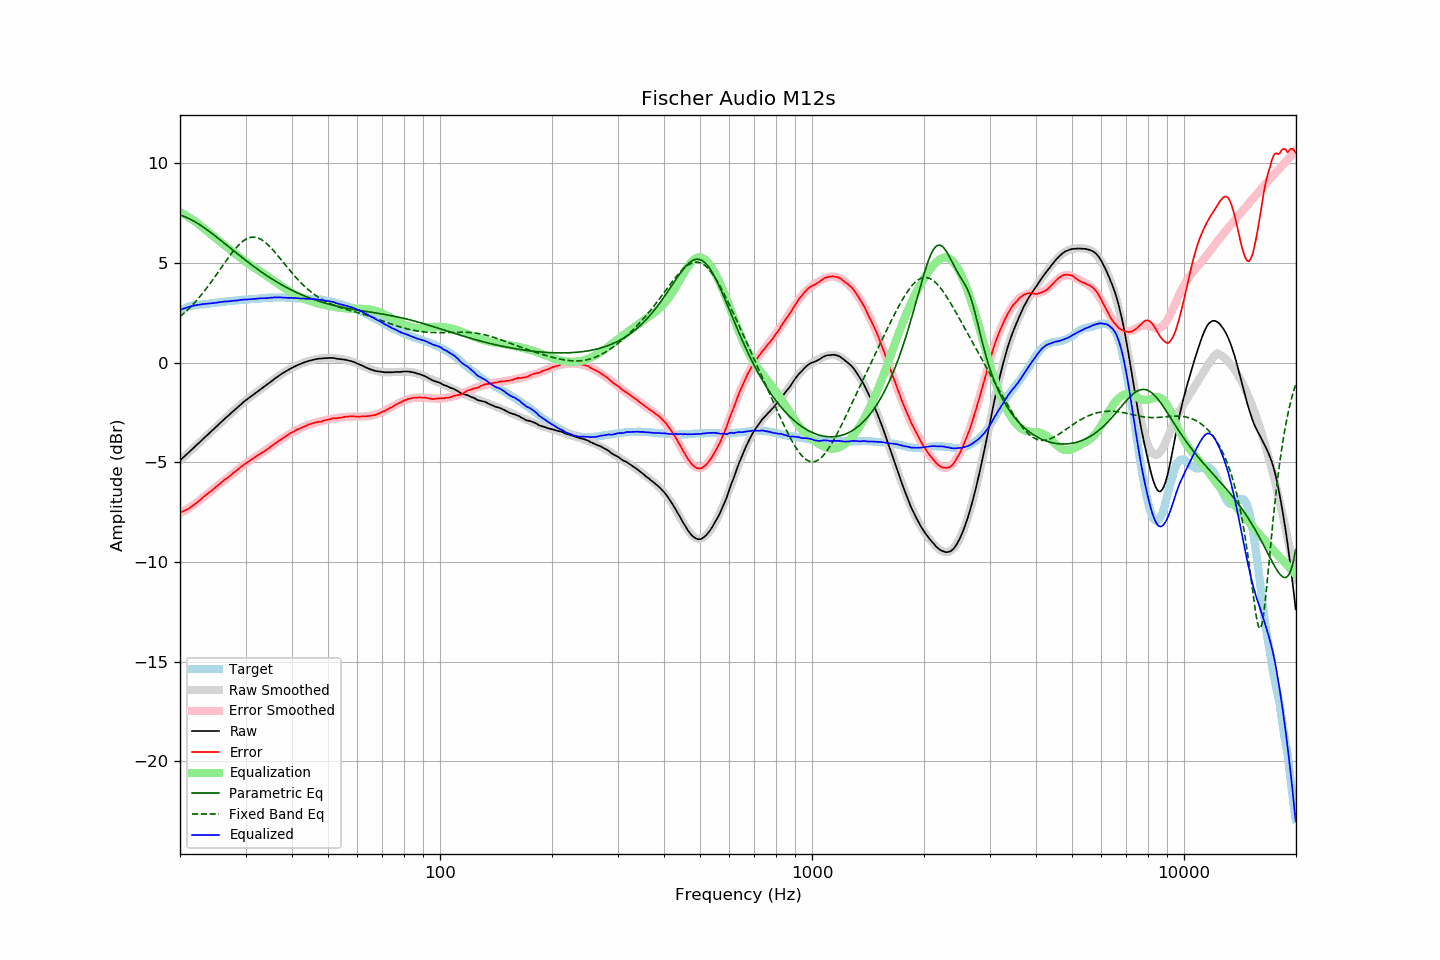 Fischer Audio M12s
10
5
0
−5
−10
−15
−20
Amplitude (dBr)
Target
Raw Smoothed
Error Smoothed
Raw
Error
Equalization
Parametric Eq
Fixed Band Eq
Equalized
100
1000
10000
Frequency (Hz)